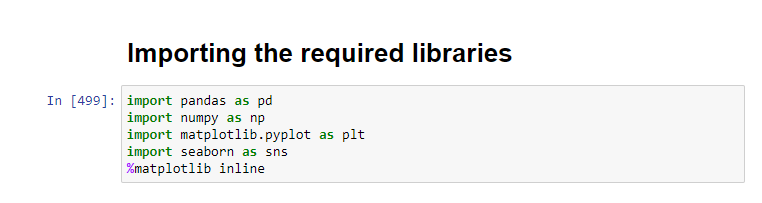 Importing the required libraries
In [499]: import pandas as pd
import numpy as np
import matplotlib.pyplot as plt
import seaborn as sns
%matplotlib inline